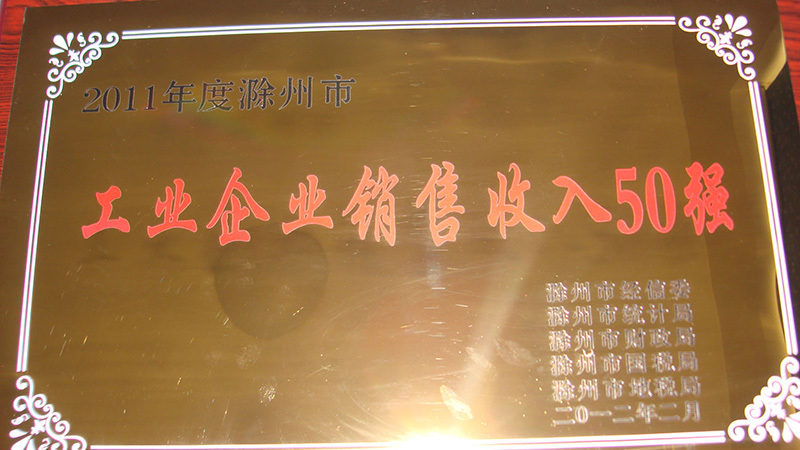 2011年度滁州市
工业企业销售收入50强
滁州市经信委
滁州市统计局
滁州市财政局
滁州市国税局
滁州市地税局
二〇一二年二月